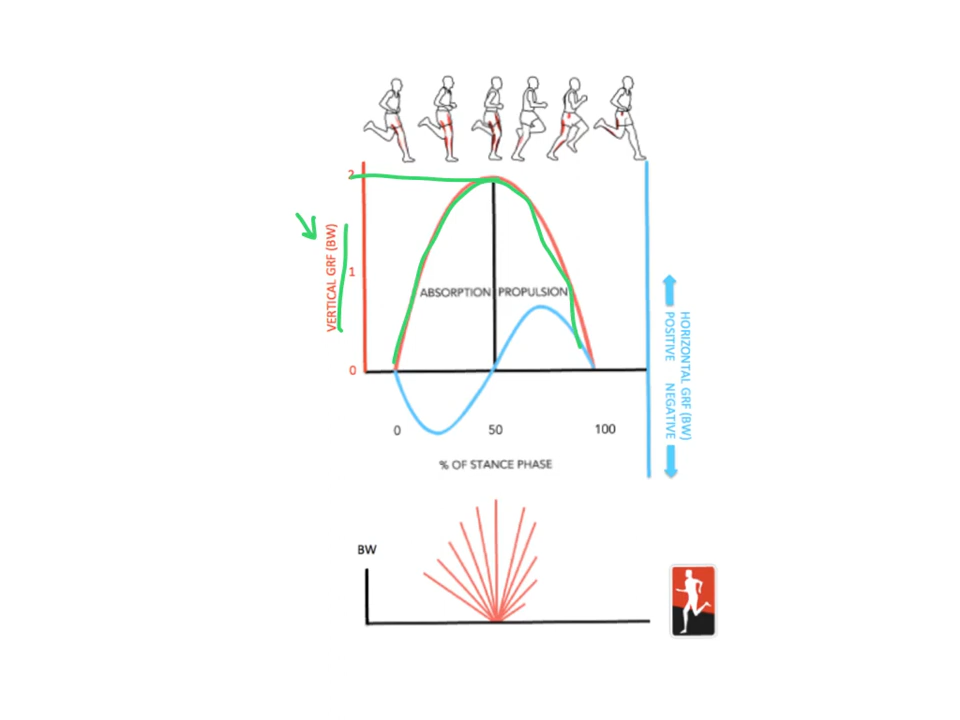 2
VERTICAL GRF (BW)
1
ABSORPTION PROPULSION
POSITIVE NEGATIVE
HORIZONTAL GRF (BW)
0
0 50 100
% OF STANCE PHASE
BW